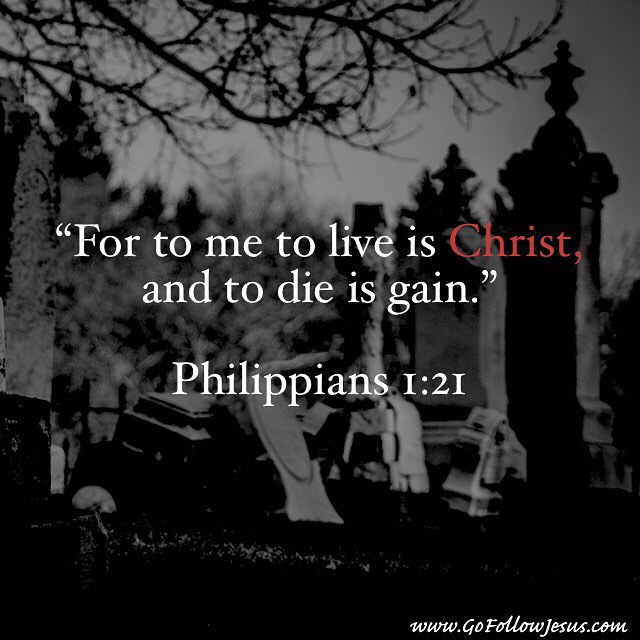 “For to me to live is Christ,
and to die is gain.”
Philippians 1:21
www.GoFollowJesus.com